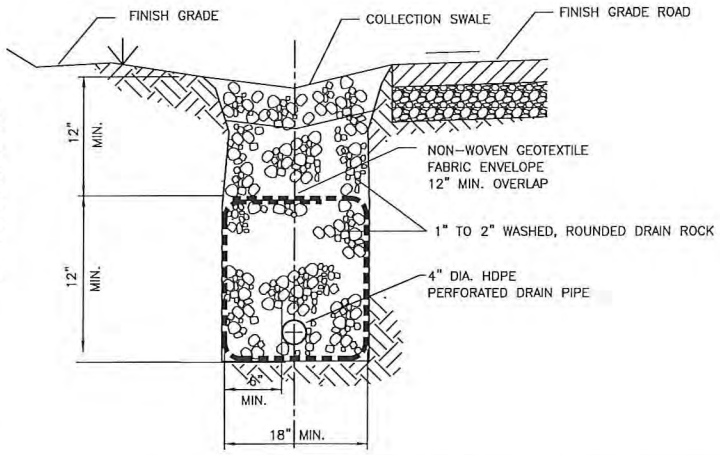 FINISH GRADE
COLLECTION SWALE
FINISH GRADE ROAD
12"
MIN.
NON-WOVEN GEOTEXTILE
FABRIC ENVELOPE
12" MIN. OVERLAP
1" TO 2" WASHED, ROUNDED DRAIN ROCK
12"
MIN.
4" DIA. HDPE
PERFORATED DRAIN PIPE
6"
MIN.
18" MIN.